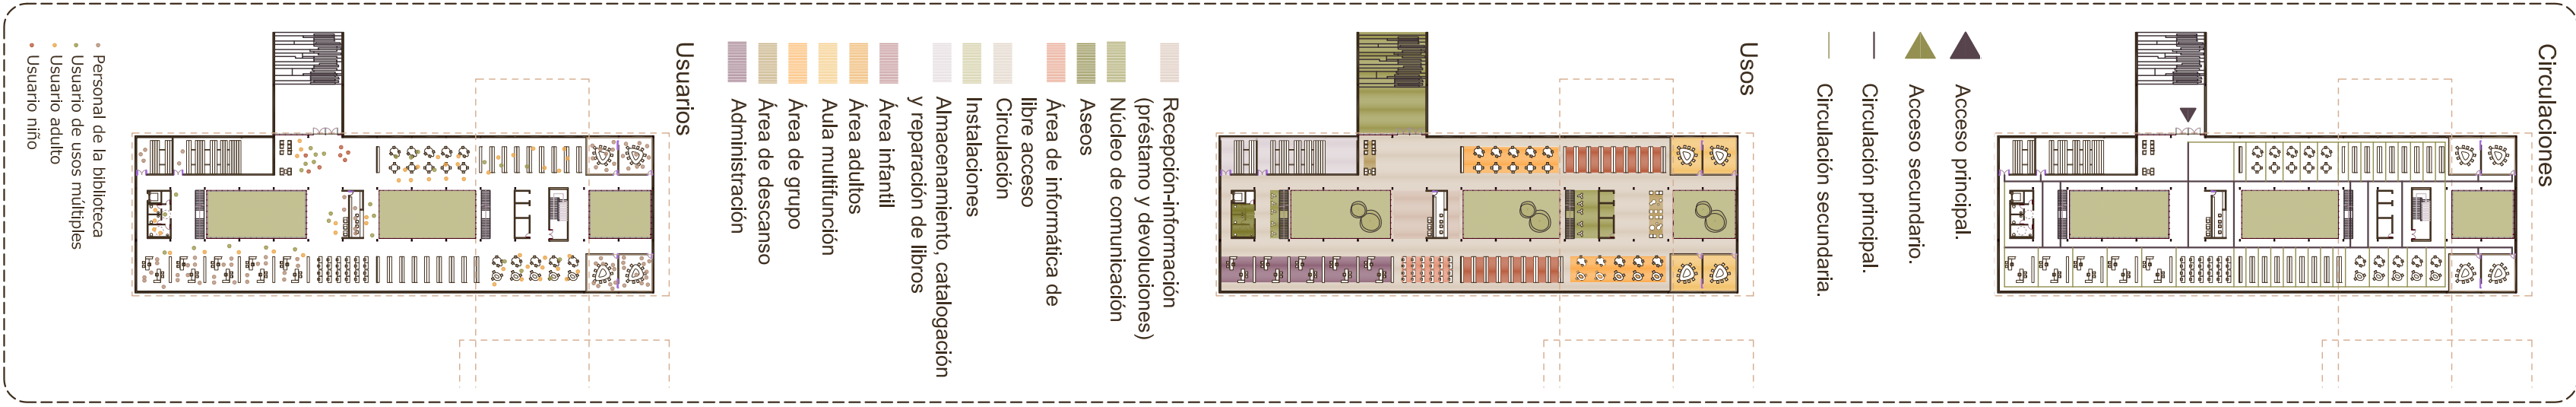 Circulaciones
Acceso principal.
Acceso secundario.
Circulación principal.
Circulación secundaria.
Usos
Recepción-información
(préstamo y devoluciones)
Núcleo de comunicación
Aseos
Área de informática de
libre acceso
Circulación
Instalaciones
Almacenamiento, catalogación
y reparación de libros
Área infantil
Área adultos
Aula multifunción
Área de grupo
Área de descanso
Administración
Usuarios
Personal de la biblioteca
Usuario de usos múltiples
Usuario adulto
Usuario niño